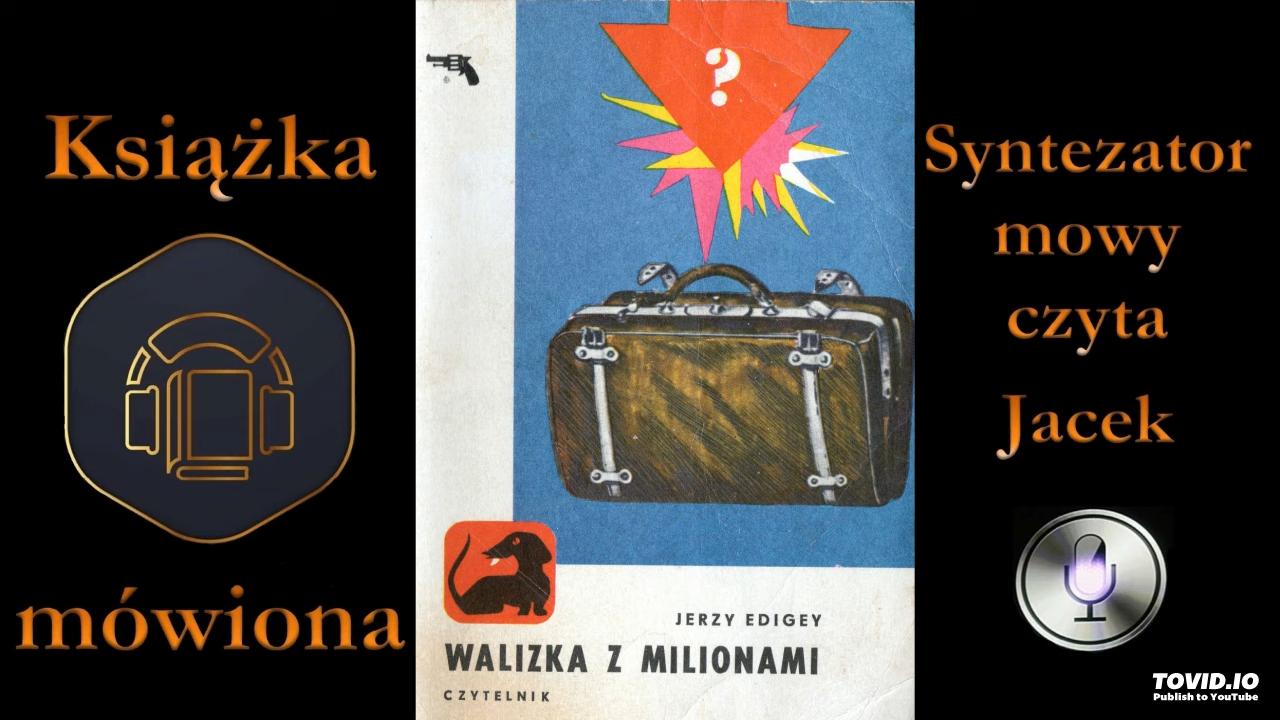 Książka
mówiona
?
JERZY EDIGEY
WALIZKA Z MILIONAMI
CZYTELNIK
Syntezator
mowy
czyta
Jacek
TOVID.IO
Publish to YouTube